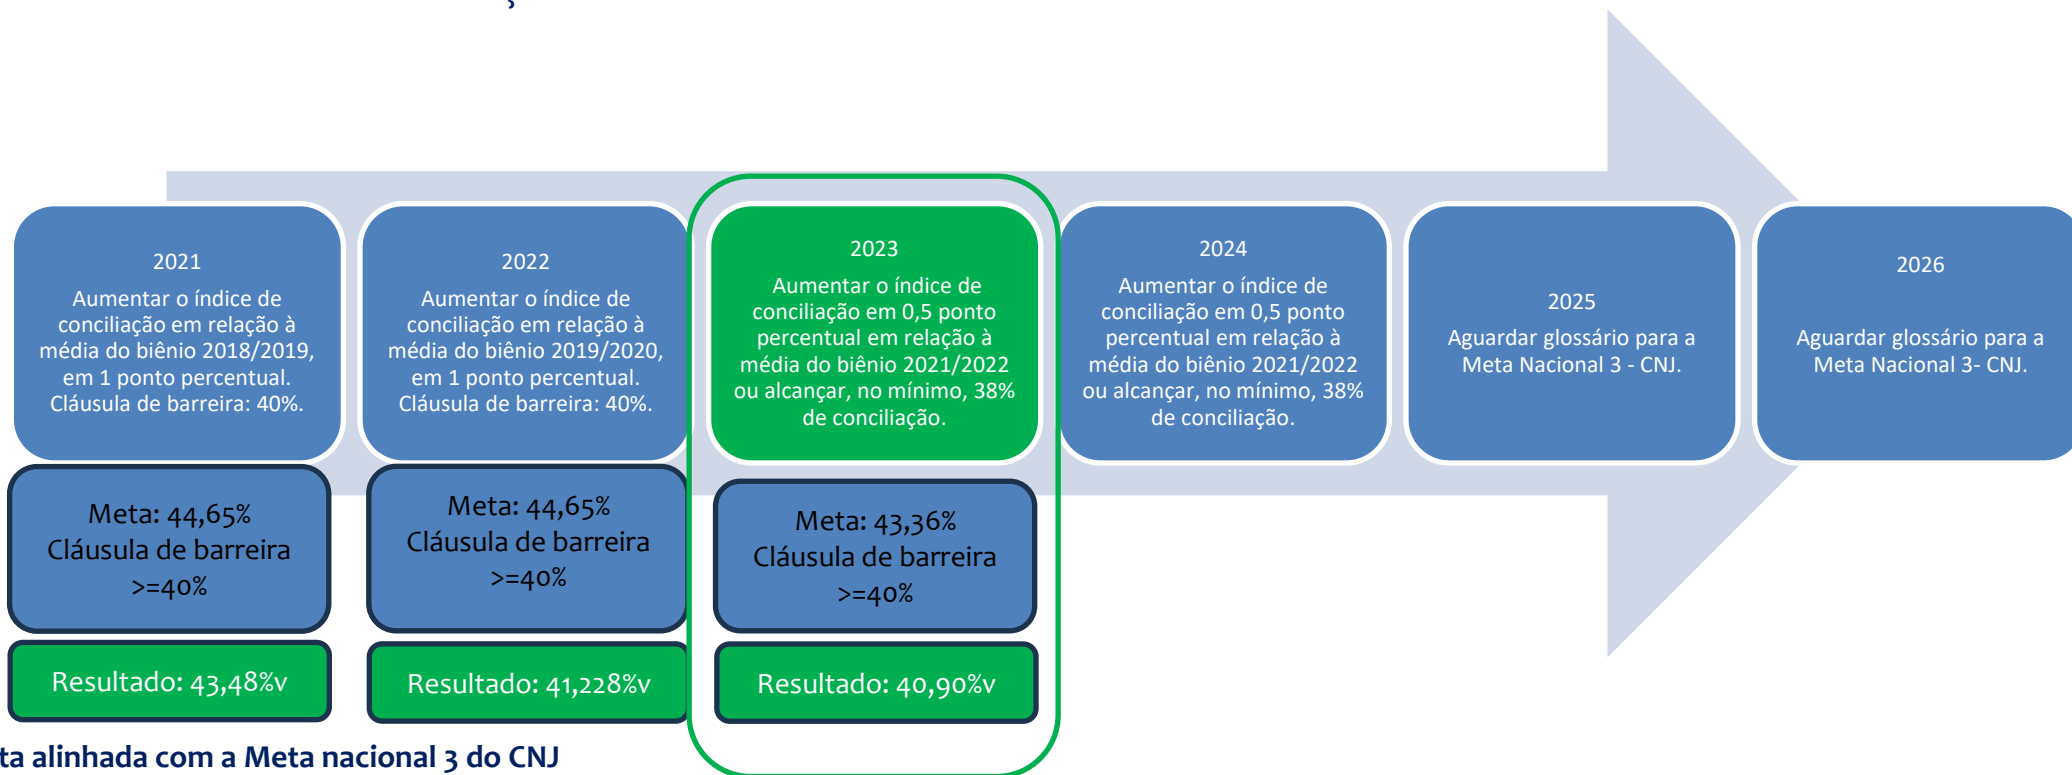 2021
Aumentar o índice de
conciliação em relação à
média do biênio 2018/2019,
em 1 ponto percentual.
Cláusula de barreira: 40%.
2022
Aumentar o índice de
conciliação em relação à
média do biênio 2019/2020,
em 1 ponto percentual.
Cláusula de barreira: 40%.
2023
Aumentar o índice de
conciliação em 0,5 ponto
percentual em relação à
média do biênio 2021/2022
ou alcançar, no mínimo, 38%
de conciliação.
2024
Aumentar o índice de
conciliação em 0,5 ponto
percentual em relação à
média do biênio 2021/2022
ou alcançar, no mínimo, 38%
de conciliação.
2025
Aguardar glossário para a
Meta Nacional 3 - CNJ.
2026
Aguardar glossário para a
Meta Nacional 3- CNJ.
Meta: 44,65%
Cláusula de barreira
>=40%
Meta: 44,65%
Cláusula de barreira
>=40%
Meta: 43,36%
Cláusula de barreira
>=40%
Resultado: 43,48%v
Resultado: 41,228%v
Resultado: 40,90%v
ta alinhada com a Meta nacional 3 do CNJ